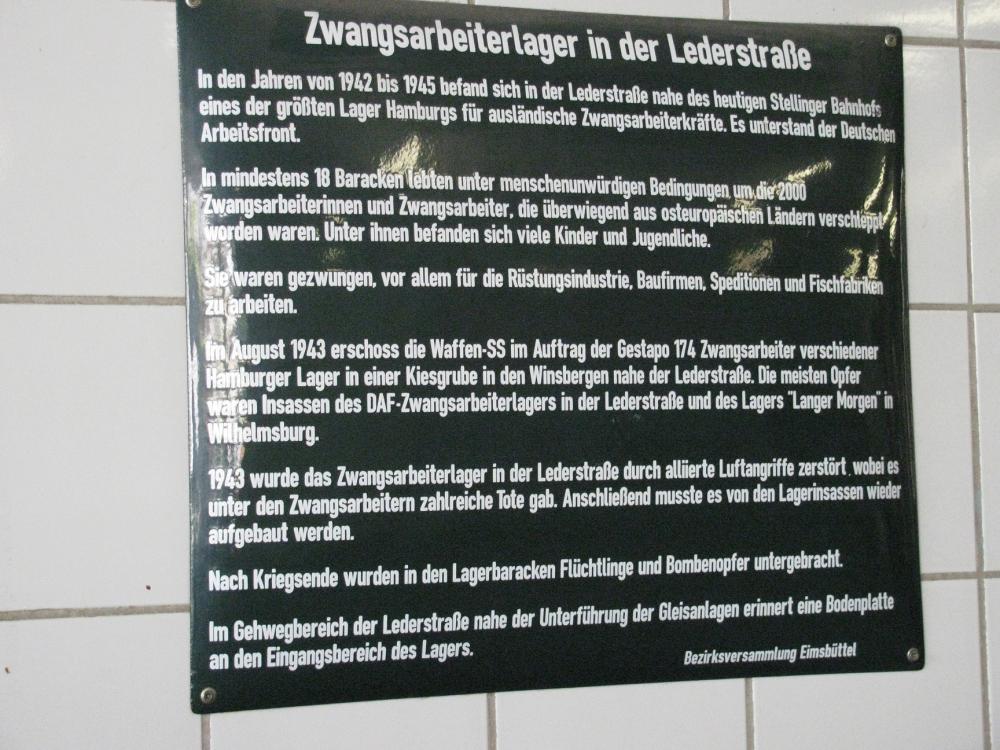 Zwangsarbeiterlager in der Lederstraße
In den Jahren von 1942 bis 1945 befand sich in der Lederstraße nahe des heutigen Stellinger Bahnhofs
eines der größten Lager Hamburgs für ausländische Zwangsarbeiterkräfte. Es unterstand der Deutschen
Arbeitsfront.
In mindestens 18 Baracken lebten unter menschenunwürdigen Bedingungen um die 2000
Zwangsarbeiterinnen und Zwangsarbeiter, die überwiegend aus osteuropäischen Ländern verschleppt
worden waren. Unter ihnen befanden sich viele Kinder und Jugendliche.
Sie waren gezwungen, vor allem für die Rüstungsindustrie, Baufirmen, Speditionen und Fischfabriken
zu arbeiten.
Im August 1943 erschoss die Waffen-SS im Auftrag der Gestapo 174 Zwangsarbeiter verschiedener
Hamburger Lager in einer Kiesgrube in den Winsbergen nahe der Lederstraße. Die meisten Opfer
waren Insassen des DAF-Zwangsarbeiterlagers in der Lederstraße und des Lagers "Langer Morgen" in
Wilhelmsburg.
1943 wurde das Zwangsarbeiterlager in der Lederstraße durch alliierte Luftangriffe zerstört, wobei es
unter den Zwangsarbeitern zahlreiche Tote gab. Anschließend musste es von den Lagerinsassen wieder
aufgebaut werden.
Nach Kriegsende wurden in den Lagerbaracken Flüchtlinge und Bombenopfer untergebracht.
Im Gehwegbereich der Lederstraße nahe der Unterführung der Gleisanlagen erinnert eine Bodenplatte
an den Eingangsbereich des Lagers.
Bezirksversammlung Eimsbüttel